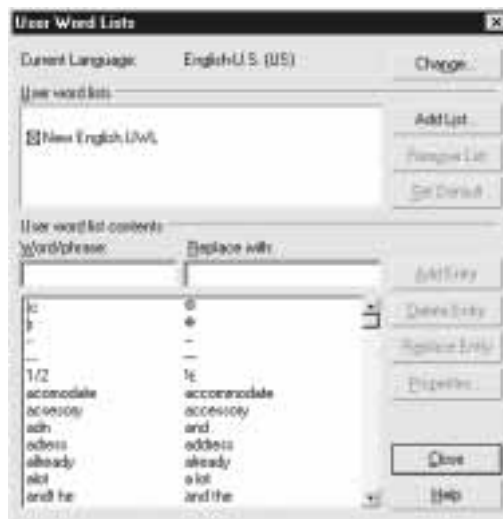 User Word Lists
Current Language: English-U.S. (US)
Change...
User word lists
New English.UWL
Add List...
Remove List
Set Default
User word list contents
Word/phrase: Replace with:
Add Entry
Delete Entry
Replace Entry
Properties...
1/2 ½
accomodate accommodate
acessory accessory
adn and
adress address
allready already
alot a lot
andt he and the
Close
Help